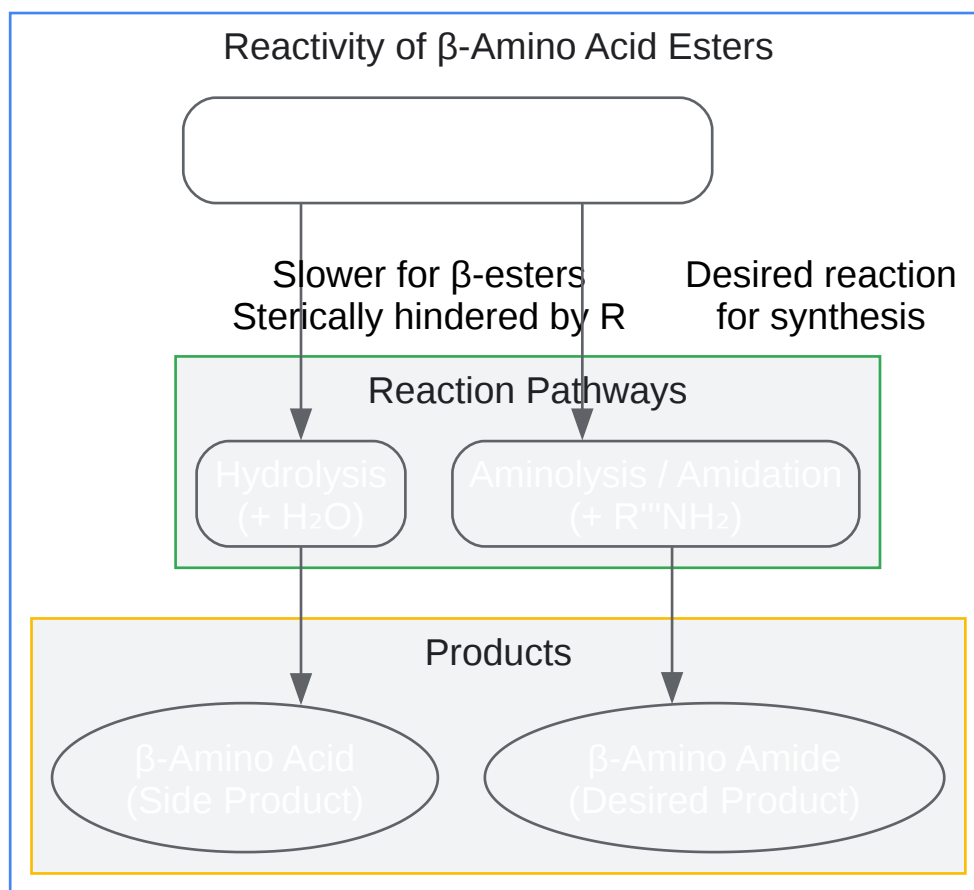 Reactivity of β-Amino Acid Esters
Slower for β-esters
Sterically hindered by R
Desired reaction
for synthesis
Reaction Pathways
Hydrolysis
(+ H₂O)
Aminolysis / Amidation
(+ R'''NH₂)
Products
β-Amino Acid
(Side Product)
β-Amino Amide
(Desired Product)